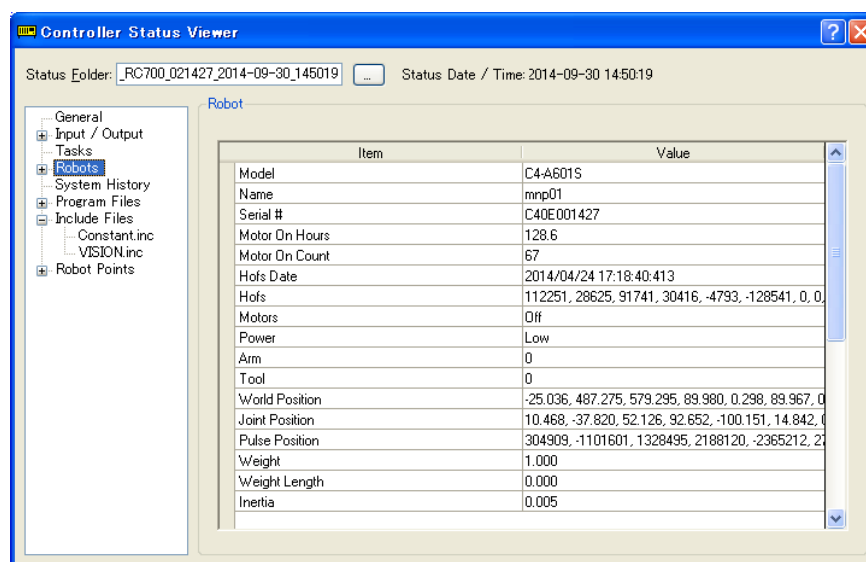 Controller Status Viewer
Status Folder: _RC700_021427_2014-09-30_145019 ... Status Date / Time: 2014-09-30 14:50:19
General
Input / Output
Tasks
Robots
System History
Program Files
Include Files
Constant.inc
VISION.inc
Robot Points
Robot
Item Value
Model C4-A601S
Name mnp01
Serial # C40E001427
Motor On Hours 128.6
Motor On Count 67
Hofs Date 2014/04/24 17:18:40:413
Hofs 112251, 28625, 91741, 30416, -4793, -128541, 0, 0,
Motors Off
Power Low
Arm 0
Tool 0
World Position -25.036, 487.275, 579.295, 89.980, 0.298, 89.967, 0
Joint Position 10.468, -37.820, 52.126, 92.652, -100.151, 14.842,
Pulse Position 304909, -1101601, 1328495, 2188120, -2365212,
Weight 1.000
Weight Length 0.000
Inertia 0.005